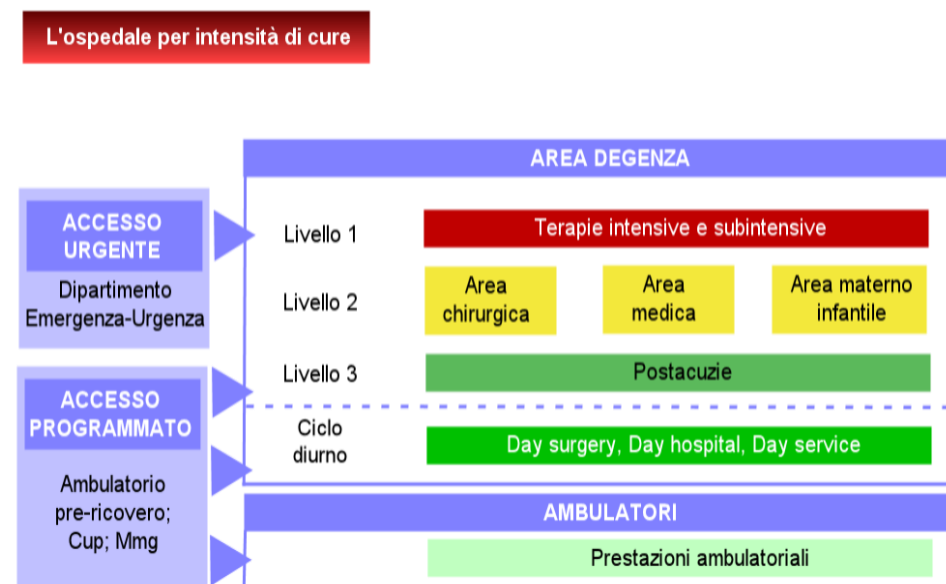 L'ospedale per intensità di cure
AREA DEGENZA
ACCESSO
URGENTE
Dipartimento
Emergenza-Urgenza
Livello 1
Terapie intensive e subintensive
Livello 2
Area
chirurgica
Area
medica
Area materno
infantile
Livello 3
Postacuzie
ACCESSO
PROGRAMMATO
Ambulatorio
pre-ricovero;
Cup; Mmg
Ciclo
diurno
Day surgery, Day hospital, Day service
AMBULATORI
Prestazioni ambulatoriali